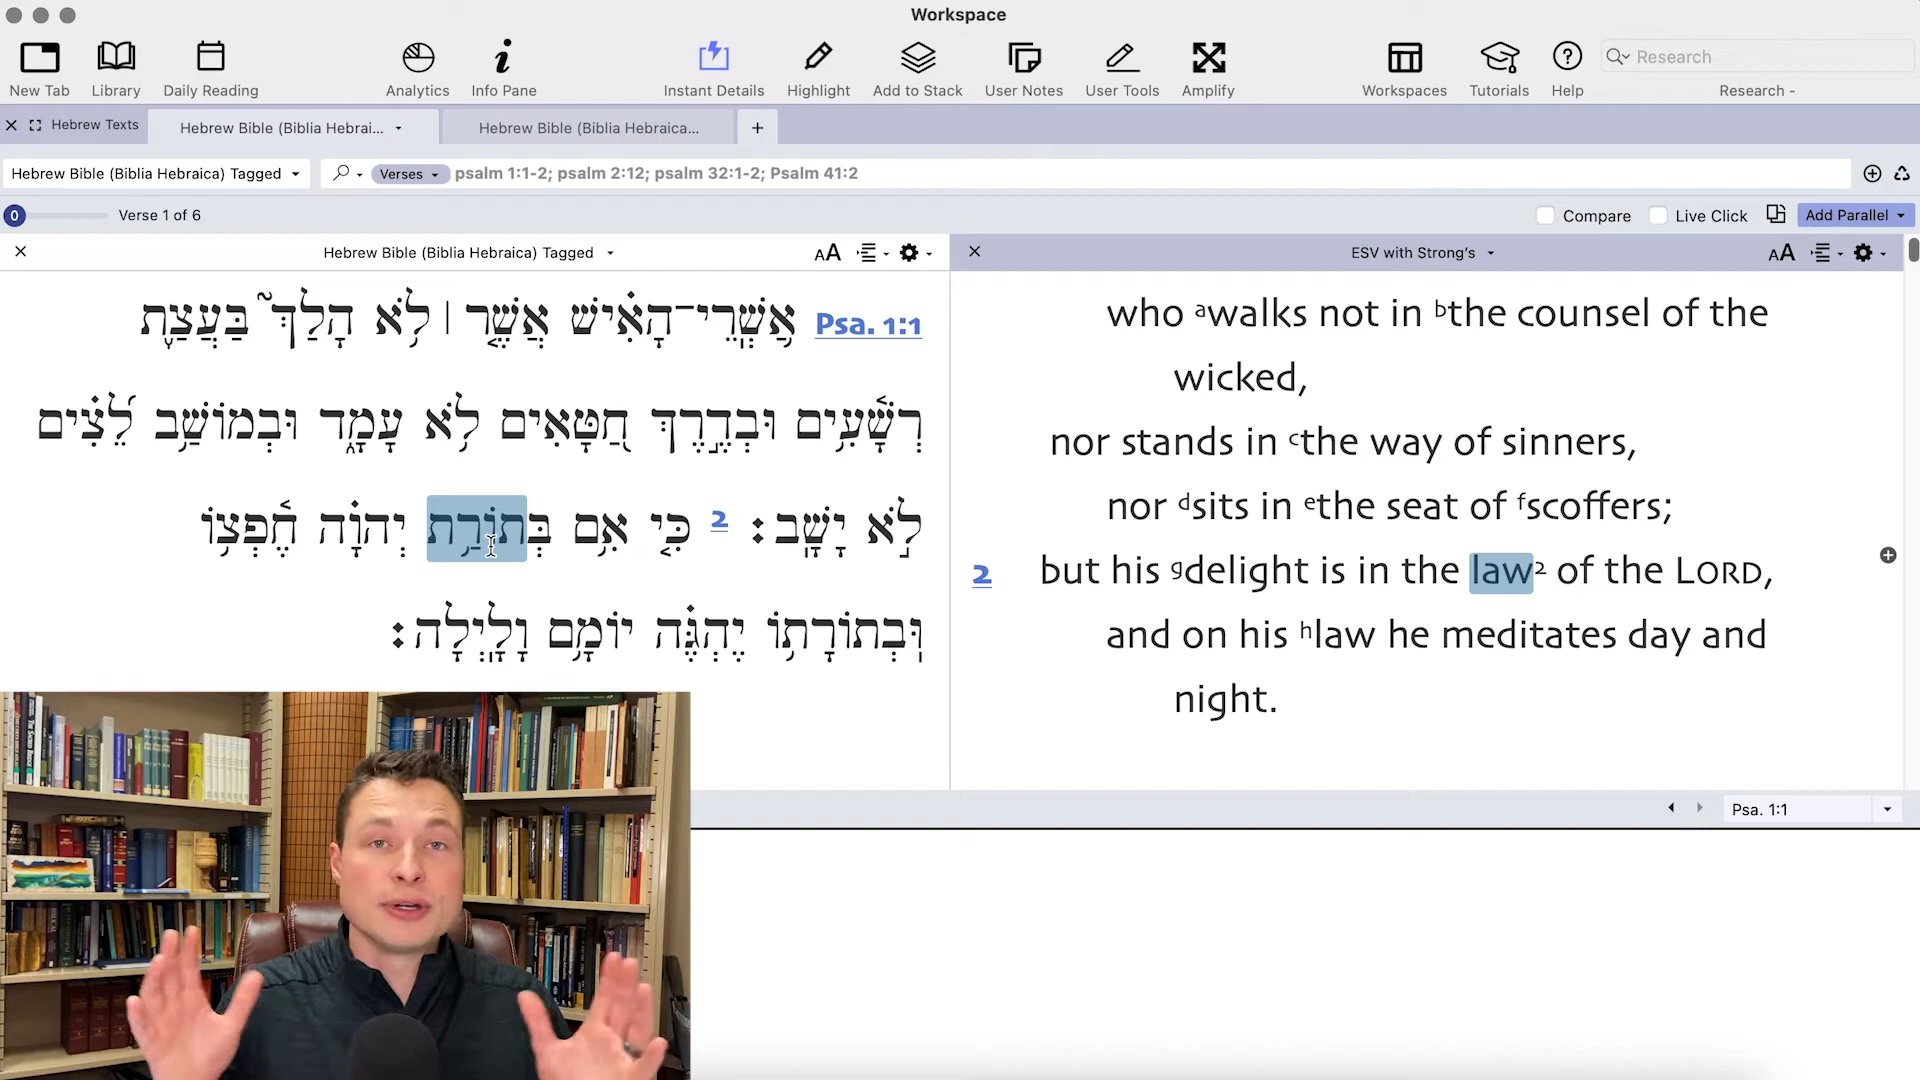 Workspace
New Tab Library Daily Reading Analytics Info Pane Instant Details Highlight Add to Stack User Notes User Tools Amplify Workspaces Tutorials Help Research
Research -
Hebrew Texts Hebrew Bible (Biblia Hebrai... Hebrew Bible (Biblia Hebraica... +
Hebrew Bible (Biblia Hebraica) Tagged Verses psalm 1:1-2; psalm 2:12; psalm 32:1-2; Psalm 41:2
0 Verse 1 of 6 Compare Live Click Add Parallel
Hebrew Bible (Biblia Hebraica) Tagged AA
Psa. 1:1 אַ֥שְֽׁרֵי־הָאִ֗ישׁ אֲשֶׁ֤ר ׀ לֹ֥א הָלַךְ֮ בַּעֲצַ֪ת
רְשָׁ֫עִ֥ים וּבְדֶ֣רֶךְ חַ֭טָּאִים לֹ֥א עָמָ֑ד וּבְמוֹשַׁ֥ב לֵ֝צִ֗ים
לֹ֣א יָשָֽׁב׃ 2 כִּ֤י אִ֥ם בְּתוֹרַ֥ת יְהוָ֗ה חֶ֫פְצ֥וֹ
וּֽבְתוֹרָת֥וֹ יֶהְגֶּ֗ה יוֹמָ֥ם וָלָֽיְלָה׃
ESV with Strong's AA
who ᵃwalks not in ᵇthe counsel of the
wicked,
nor stands in ᶜthe way of sinners,
nor ᵈsits in ᵉthe seat of ᶠscoffers;
2 but his ᵍdelight is in the law² of the LORD,
and on his ʰlaw he meditates day and
night.
Psa. 1:1